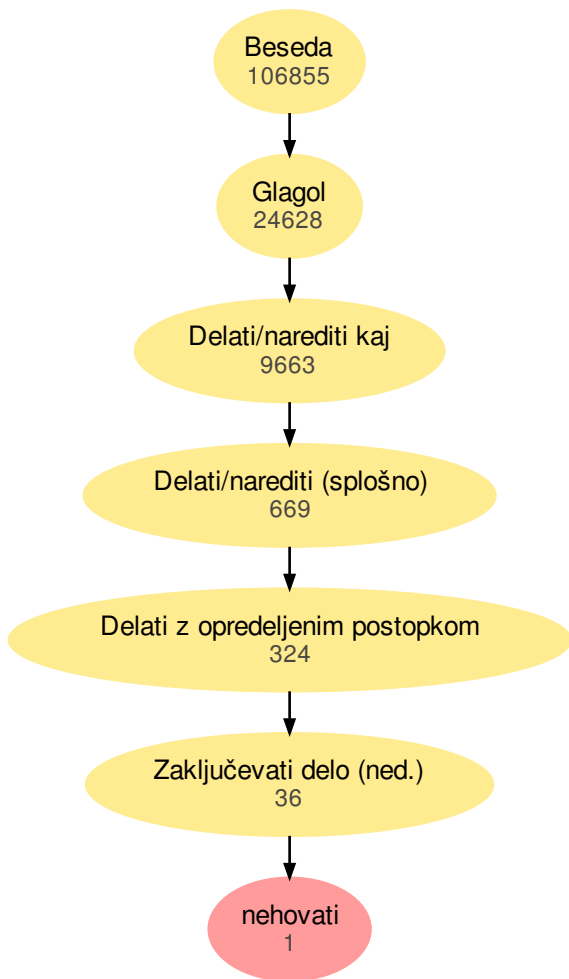 Beseda
106855
Glagol
24628
Delati/narediti kaj
9663
Delati/narediti (splošno)
669
Delati z opredeljenim postopkom
324
Zaključevati delo (ned.)
36
nehovati
1